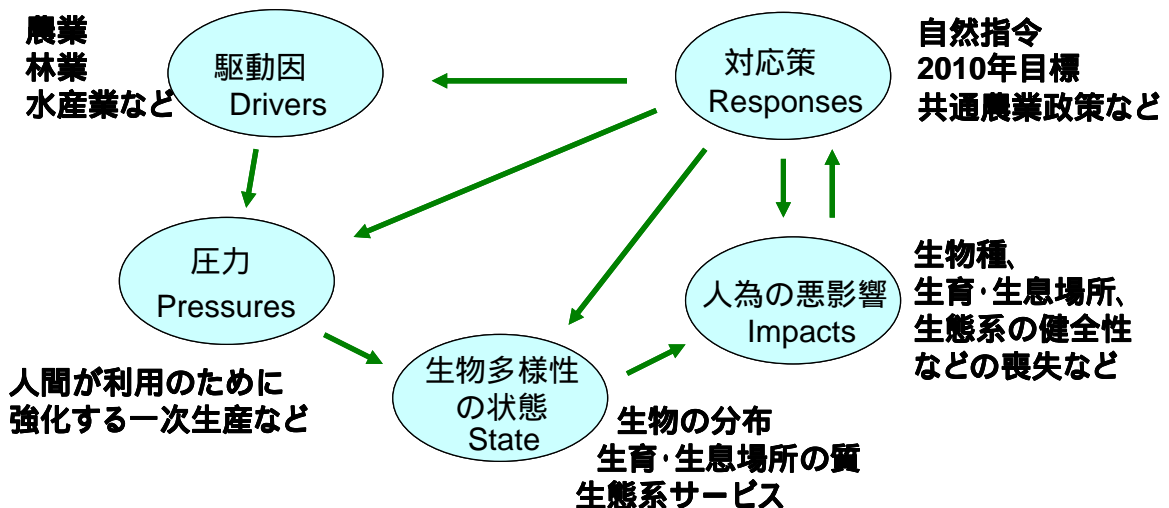 農業
林業
水産業など
駆動因
Drivers
対応策
Responses
自然指令
2010年目標
共通農業政策など
圧力
Pressures
人間が利用のために
強化する一次生産など
生物多様性
の状態
State
生物の分布
生育・生息場所の質
生態系サービス
人為の悪影響
Impacts
生物種、
生育・生息場所、
生態系の健全性
などの喪失など